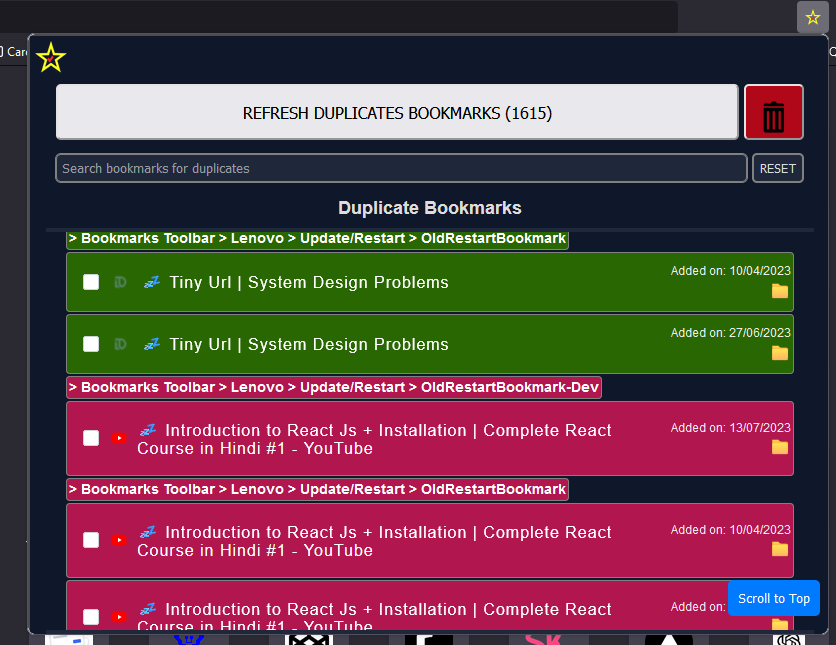 REFRESH DUPLICATES BOOKMARKS (1615)
Search bookmarks for duplicates
RESET
Duplicate Bookmarks
> Bookmarks Toolbar > Lenovo > Update/Restart > OldRestartBookmark
💤 Tiny Url | System Design Problems
Added on: 10/04/2023
💤 Tiny Url | System Design Problems
Added on: 27/06/2023
> Bookmarks Toolbar > Lenovo > Update/Restart > OldRestartBookmark-Dev
💤 Introduction to React Js + Installation | Complete React
Course in Hindi #1 - YouTube
Added on: 13/07/2023
> Bookmarks Toolbar > Lenovo > Update/Restart > OldRestartBookmark
💤 Introduction to React Js + Installation | Complete React
Course in Hindi #1 - YouTube
Added on: 10/04/2023
💤 Introduction to React Js + Installation | Complete React
Course in Hindi #1 - YouTube
Added on:
Scroll to Top
SK